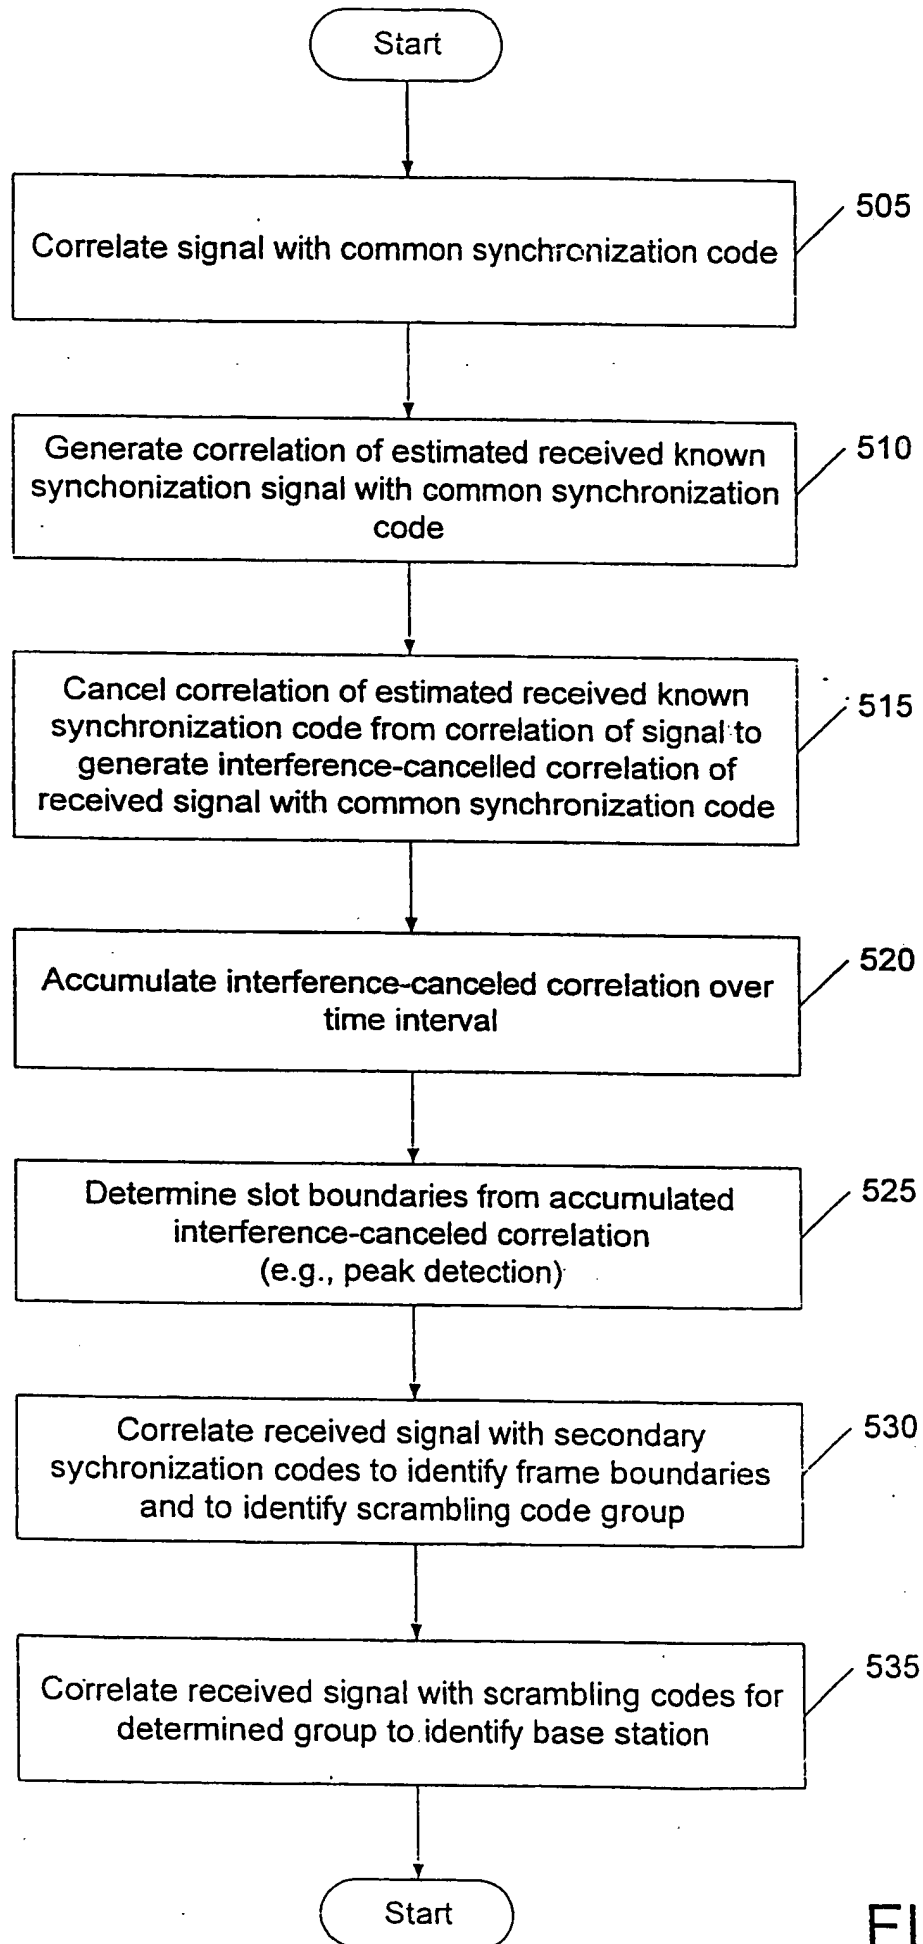 Start
505
Correlate signal with common synchronization code
510
Generate correlation of estimated received known
synchonization signal with common synchronization
code
515
Cancel correlation of estimated received known
synchronization code from correlation of signal to
generate interference-cancelled correlation of
received signal with common synchronization code
520
Accumulate interference-canceled correlation over
time interval
525
Determine slot boundaries from accumulated
interference-canceled correlation
(e.g., peak detection)
530
Correlate received signal with secondary
sychronization codes to identify frame boundaries
and to identify scrambling code group
535
Correlate received signal with scrambling codes for
determined group to identify base station
Start